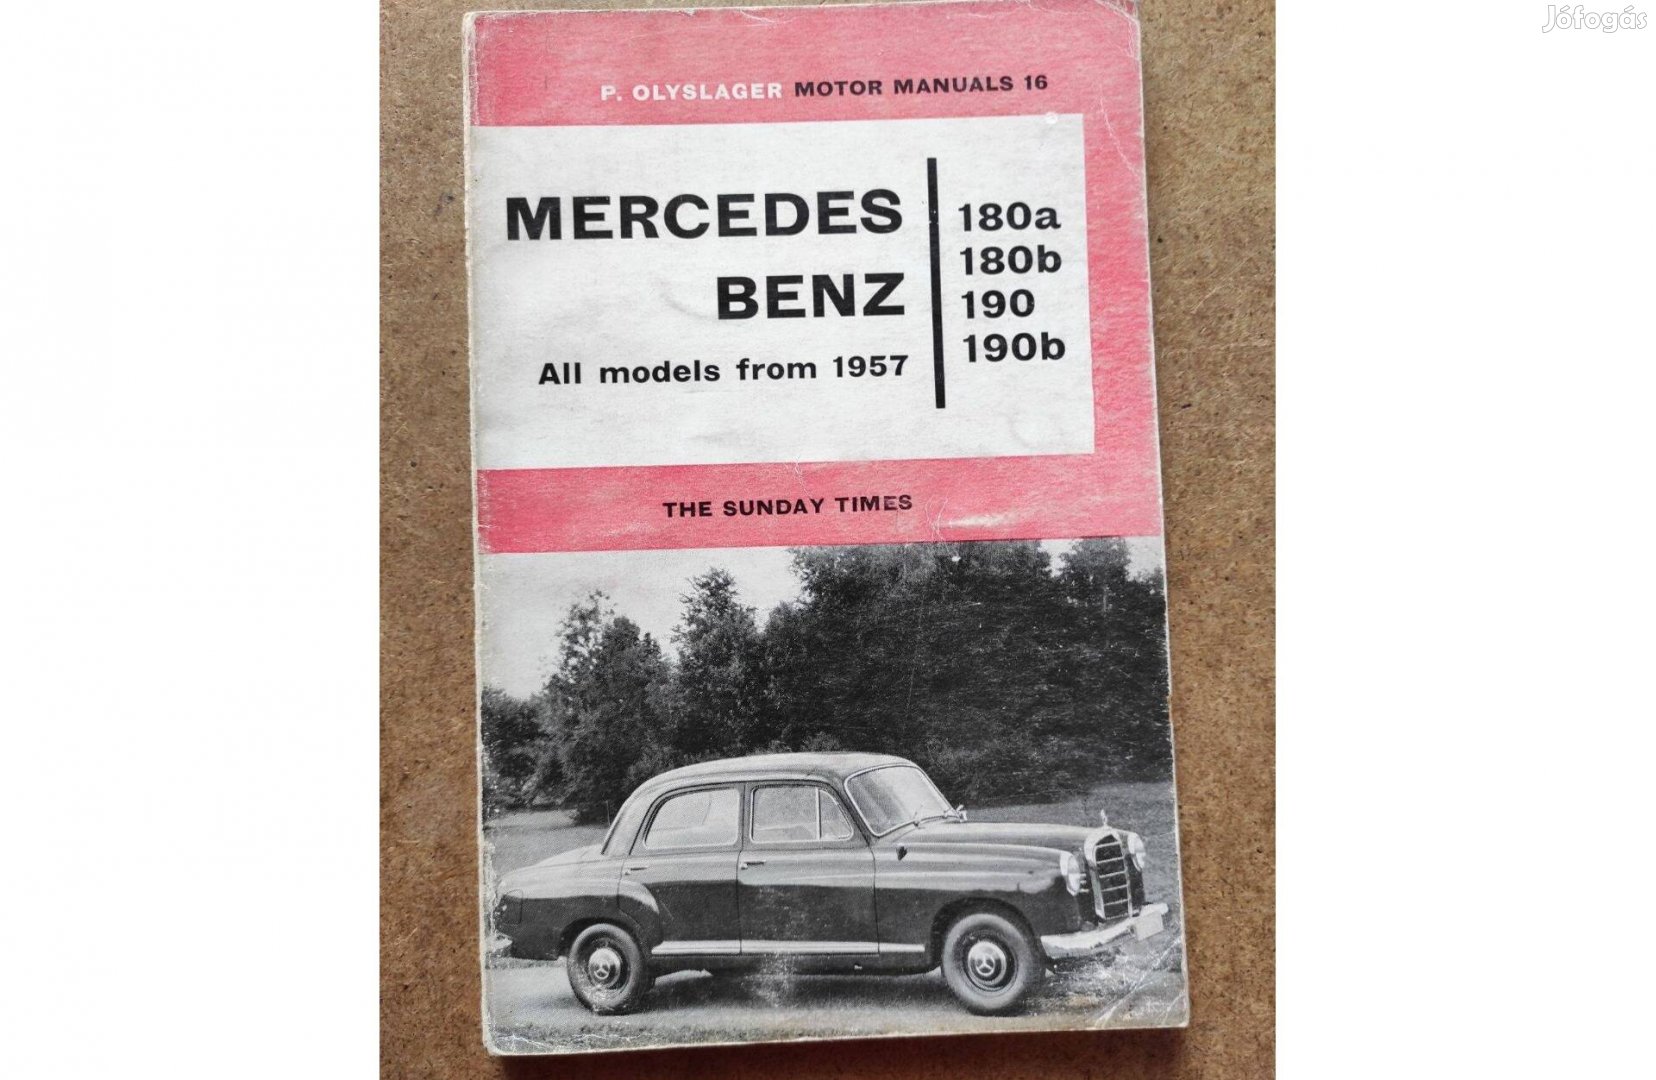 Jófogás
P. OLYSLAGER MOTOR MANUALS 16
MERCEDES
BENZ
All models from 1957
180a
180b
190
190b
THE SUNDAY TIMES